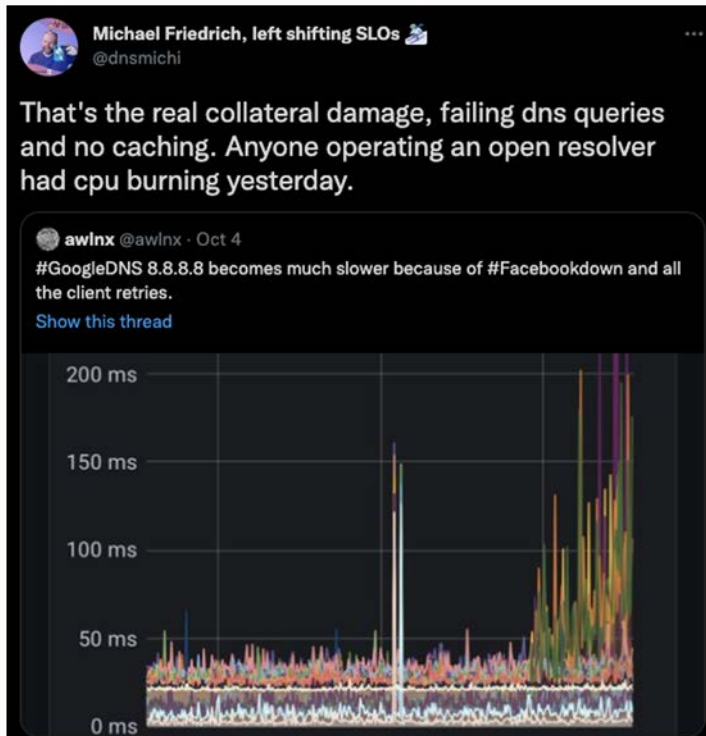 Michael Friedrich, left shifting SLOs
@dnsmichi
That's the real collateral damage, failing dns queries
and no caching. Anyone operating an open resolver
had cpu burning yesterday.
awlnx @awlnx · Oct 4
#GoogleDNS 8.8.8.8 becomes much slower because of #Facebookdown and all
the client retries.
Show this thread
200 ms
150 ms
100 ms
50 ms
0 ms